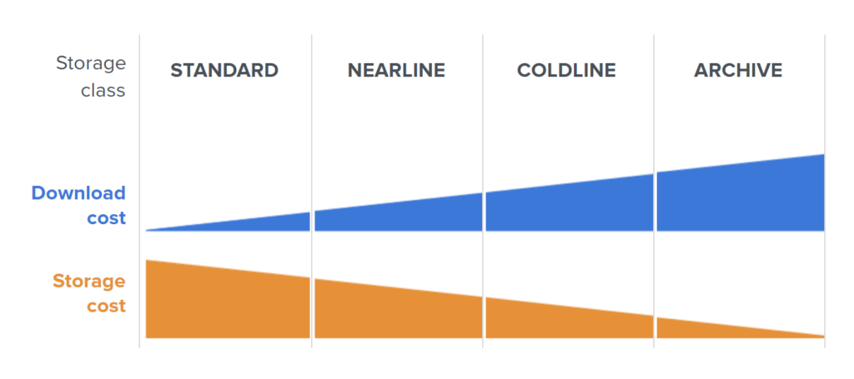 Storage
class
STANDARD
NEARLINE
COLDLINE
ARCHIVE
Download
cost
Storage
cost